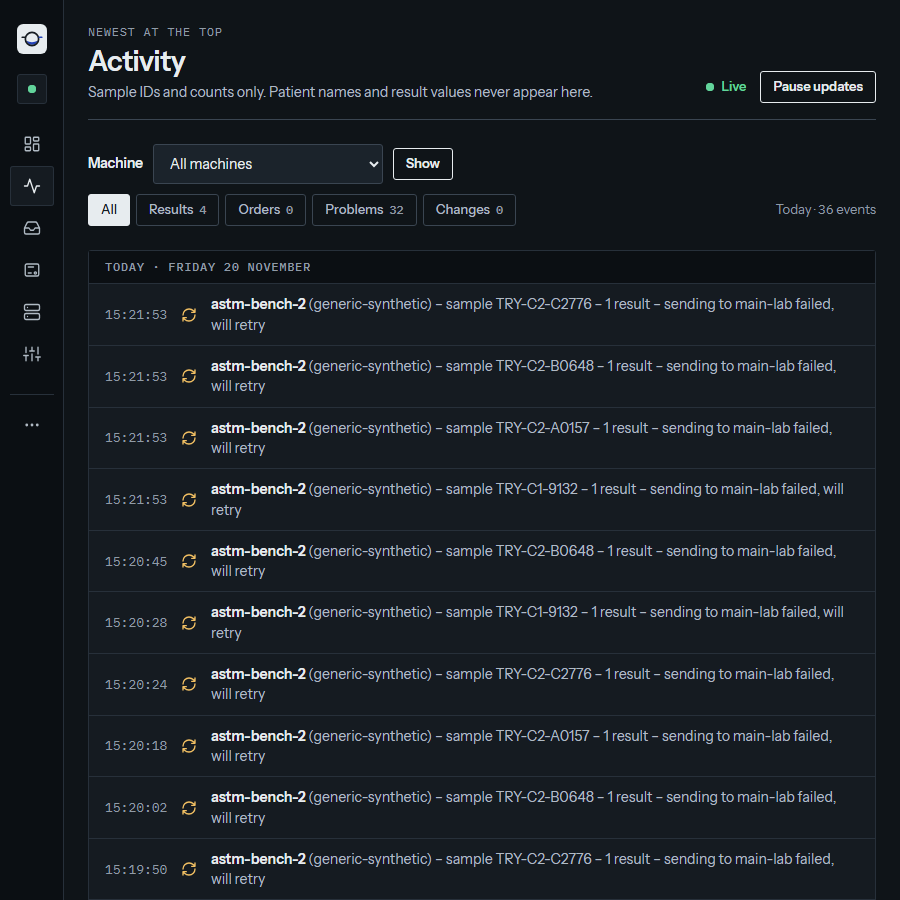 NEWEST AT THE TOP
Activity
Sample IDs and counts only. Patient names and result values never appear here.
Live
Pause updates
Machine
All machines
Show
All
Results 4
Orders 0
Problems 32
Changes 0
Today · 36 events
TODAY · FRIDAY 20 NOVEMBER
15:21:53 astm-bench-2 (generic-synthetic) – sample TRY-C2-C2776 – 1 result – sending to main-lab failed,
will retry
15:21:53 astm-bench-2 (generic-synthetic) – sample TRY-C2-B0648 – 1 result – sending to main-lab failed,
will retry
15:21:53 astm-bench-2 (generic-synthetic) – sample TRY-C2-A0157 – 1 result – sending to main-lab failed,
will retry
15:21:53 astm-bench-2 (generic-synthetic) – sample TRY-C1-9132 – 1 result – sending to main-lab failed, will
retry
15:20:45 astm-bench-2 (generic-synthetic) – sample TRY-C2-B0648 – 1 result – sending to main-lab failed,
will retry
15:20:28 astm-bench-2 (generic-synthetic) – sample TRY-C1-9132 – 1 result – sending to main-lab failed, will
retry
15:20:24 astm-bench-2 (generic-synthetic) – sample TRY-C2-C2776 – 1 result – sending to main-lab failed,
will retry
15:20:18 astm-bench-2 (generic-synthetic) – sample TRY-C2-A0157 – 1 result – sending to main-lab failed,
will retry
15:20:02 astm-bench-2 (generic-synthetic) – sample TRY-C2-B0648 – 1 result – sending to main-lab failed,
will retry
15:19:50 astm-bench-2 (generic-synthetic) – sample TRY-C2-C2776 – 1 result – sending to main-lab failed,
will retry